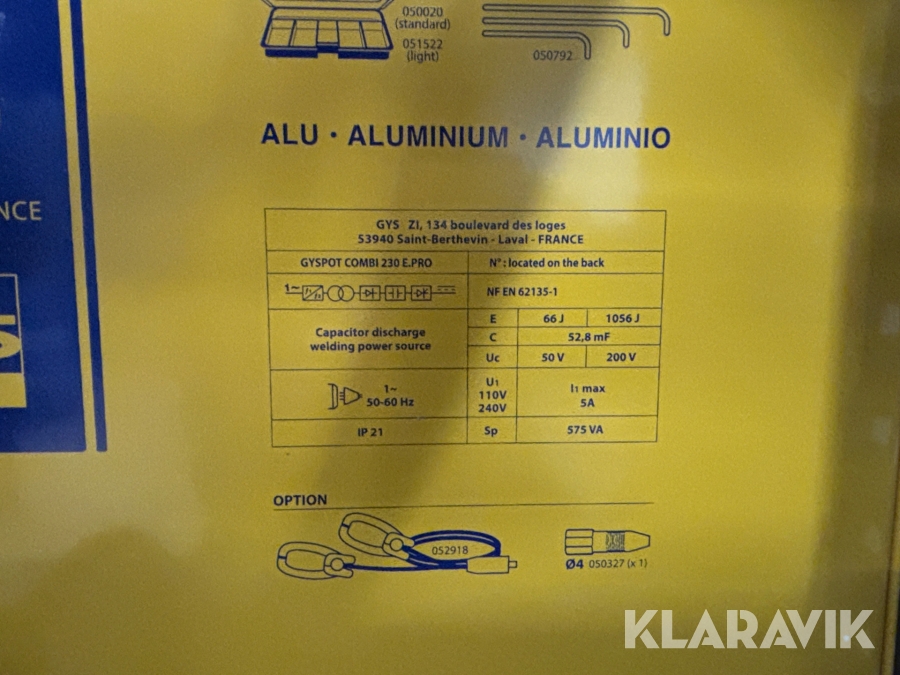 050020
(standard)
051522
(light)
050792
ALU · ALUMINIUM · ALUMINIO
NCE
GYS ZI, 134 boulevard des loges
53940 Saint-Berthevin - Laval - FRANCE
GYSPOT COMBI 230 E.PRO
N° : located on the back
1~
NF EN 62135-1
Capacitor discharge
welding power source
E 66 J 1056 J
C 52,8 mF
Uc 50 V 200 V
1~
50-60 Hz
U1
110V
240V
I1 max
5A
IP 21
Sp 575 VA
OPTION
052918
Ø4 050327 (x 1)
KLARAVIK